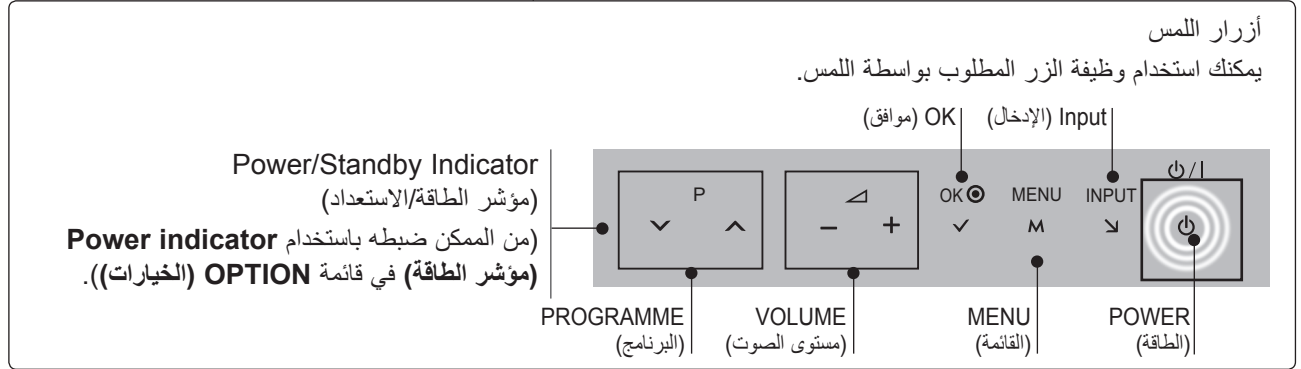 أزرار اللمس
يمكنك استخدام وظيفة الزر المطلوب بواسطة اللمس.
Input (الإدخال)
OK (موافق)
Power/Standby Indicator
(مؤشر الطاقة/الاستعداد)
(من الممكن ضبطه باستخدام Power indicator
(مؤشر الطاقة) في قائمة OPTION (الخيارات)).
P
OK MENU INPUT
M
PROGRAMME
(البرنامج)
VOLUME
(مستوى الصوت)
MENU
(القائمة)
POWER
(الطاقة)